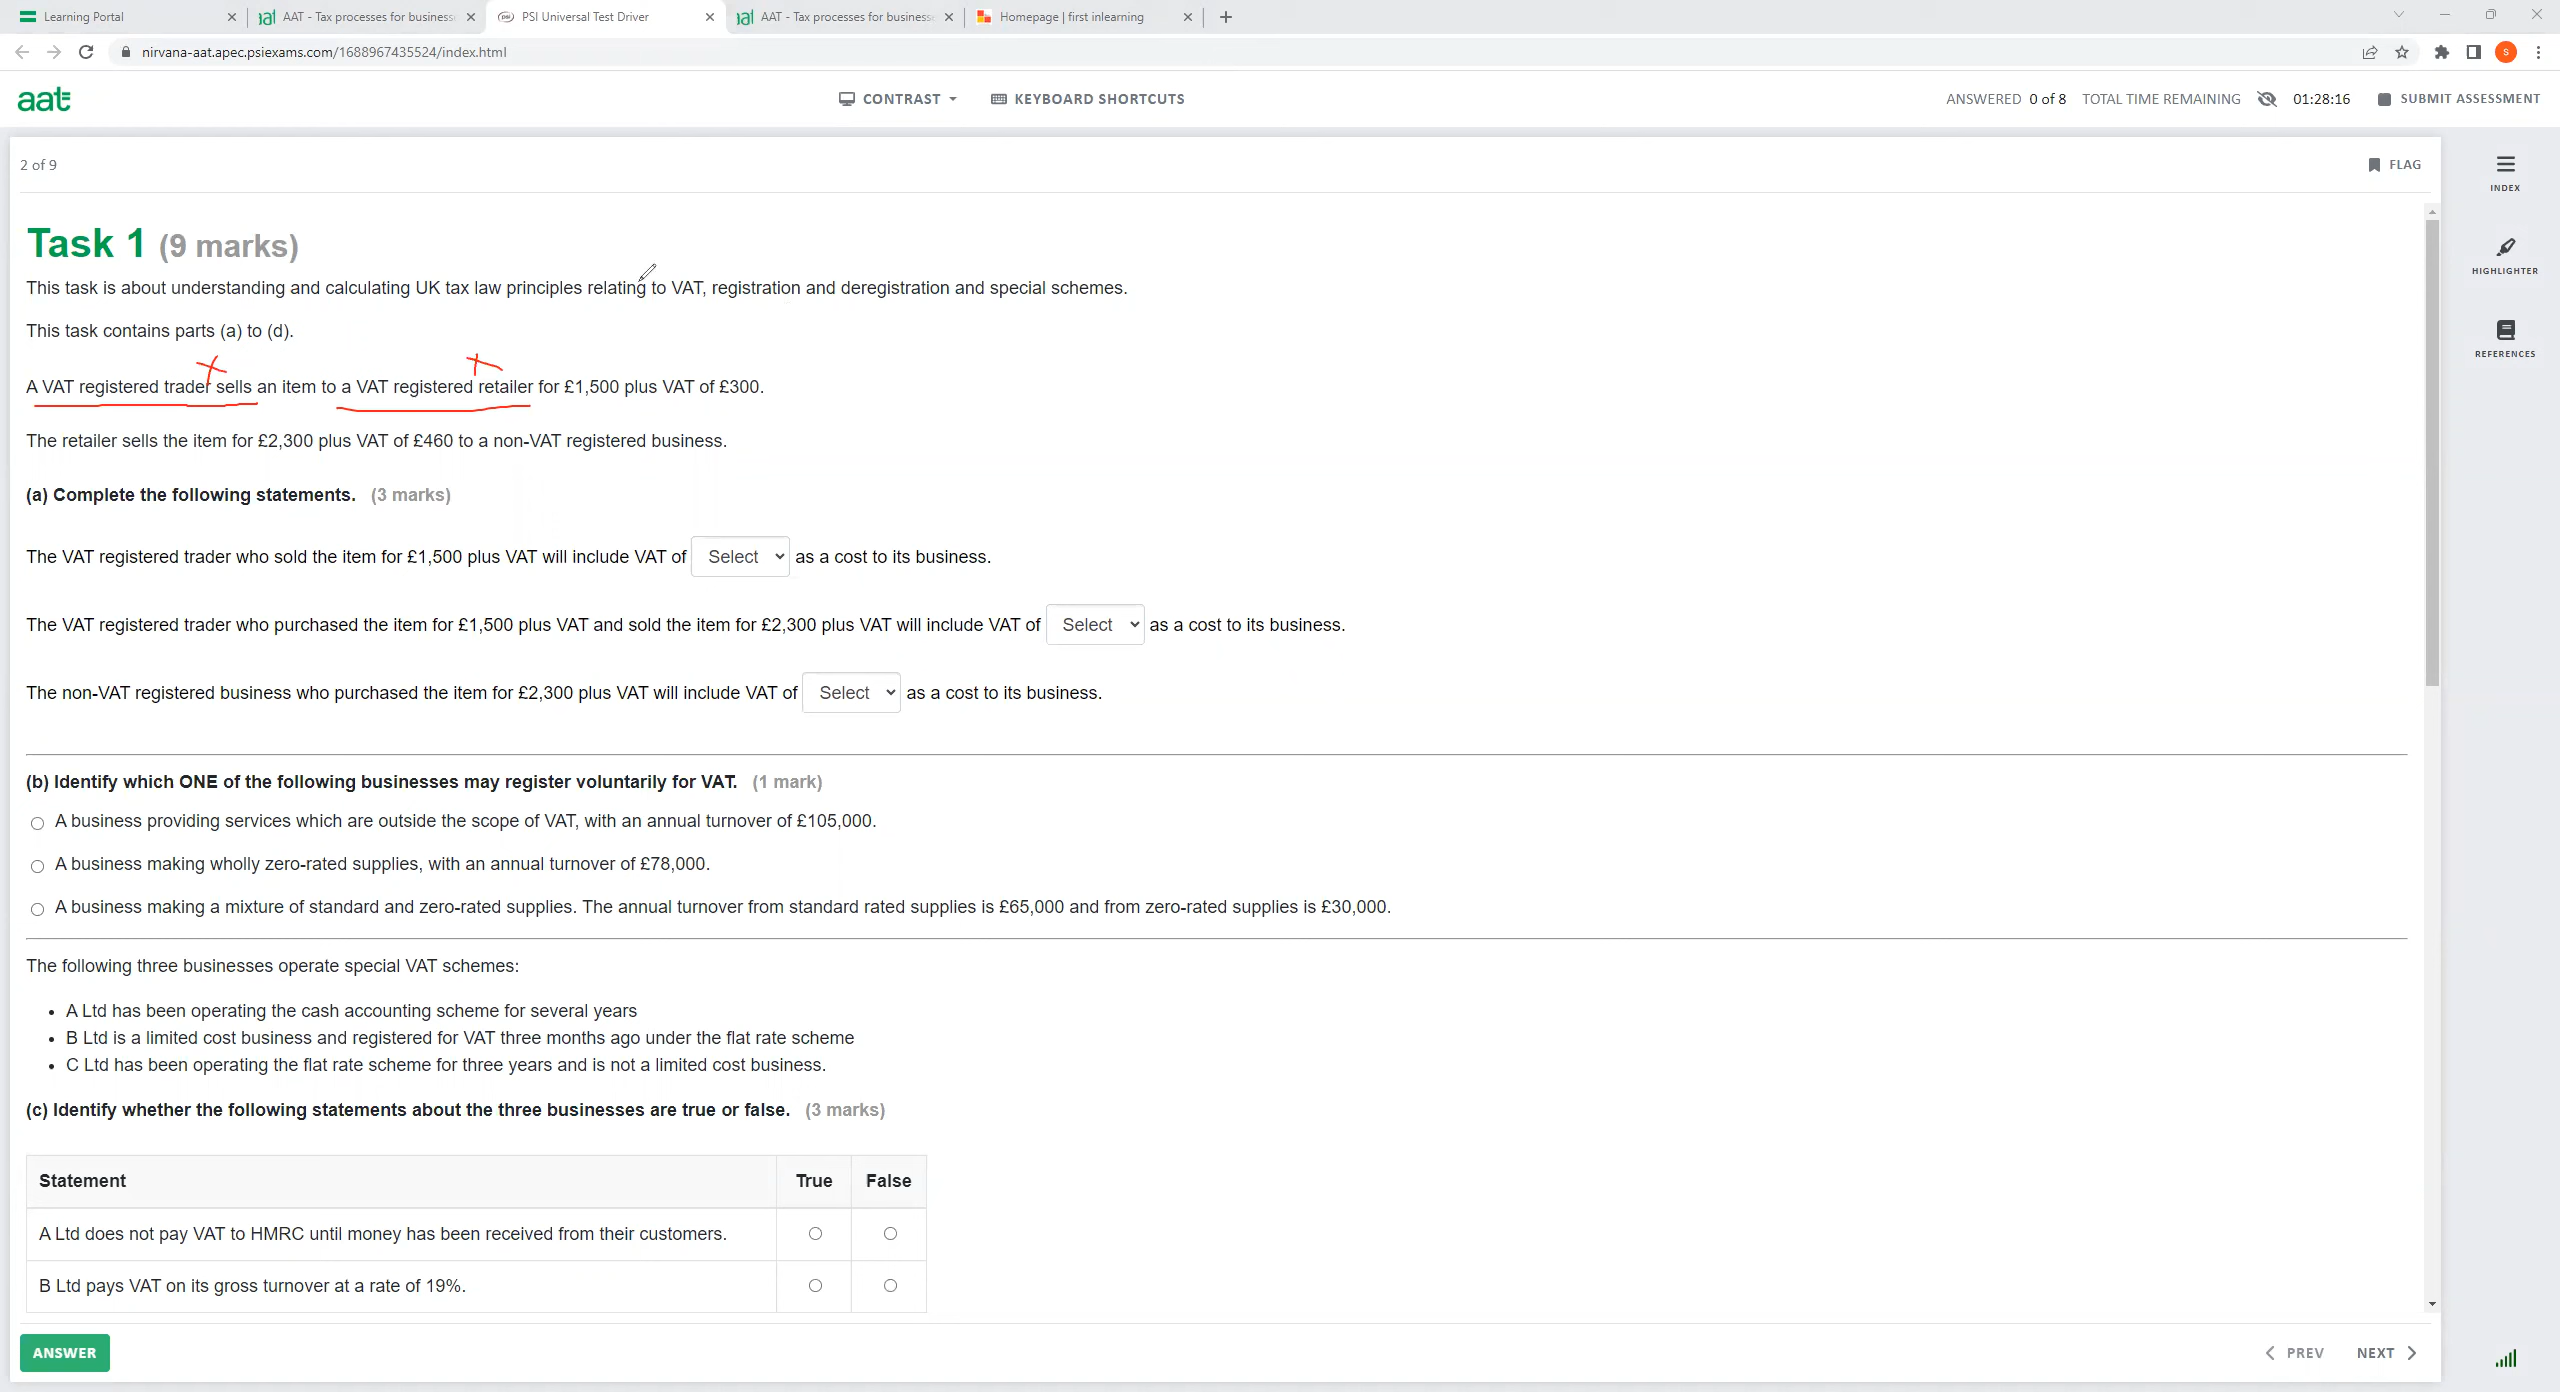 Learning Portal
aat AAT - Tax processes for business
PSI Universal Test Driver
aat AAT - Tax processes for business
Homepage | first inlearning
nirvana-aat.apec.psiexams.com/1688967435524/index.html
S
aat
CONTRAST
KEYBOARD SHORTCUTS
ANSWERED 0 of 8
TOTAL TIME REMAINING 01:28:16
SUBMIT ASSESSMENT
2 of 9
FLAG
INDEX
HIGHLIGHTER
REFERENCES
Task 1 (9 marks)
This task is about understanding and calculating UK tax law principles relating to VAT, registration and deregistration and special schemes.
This task contains parts (a) to (d).
A VAT registered trader sells an item to a VAT registered retailer for £1,500 plus VAT of £300.
The retailer sells the item for £2,300 plus VAT of £460 to a non-VAT registered business.
(a) Complete the following statements. (3 marks)
The VAT registered trader who sold the item for £1,500 plus VAT will include VAT of Select as a cost to its business.
The VAT registered trader who purchased the item for £1,500 plus VAT and sold the item for £2,300 plus VAT will include VAT of Select as a cost to its business.
The non-VAT registered business who purchased the item for £2,300 plus VAT will include VAT of Select as a cost to its business.
(b) Identify which ONE of the following businesses may register voluntarily for VAT. (1 mark)
A business providing services which are outside the scope of VAT, with an annual turnover of £105,000.
A business making wholly zero-rated supplies, with an annual turnover of £78,000.
A business making a mixture of standard and zero-rated supplies. The annual turnover from standard rated supplies is £65,000 and from zero-rated supplies is £30,000.
The following three businesses operate special VAT schemes:
• A Ltd has been operating the cash accounting scheme for several years
• B Ltd is a limited cost business and registered for VAT three months ago under the flat rate scheme
• C Ltd has been operating the flat rate scheme for three years and is not a limited cost business.
(c) Identify whether the following statements about the three businesses are true or false. (3 marks)
Statement True False
A Ltd does not pay VAT to HMRC until money has been received from their customers.
B Ltd pays VAT on its gross turnover at a rate of 19%.
ANSWER
PREV
NEXT